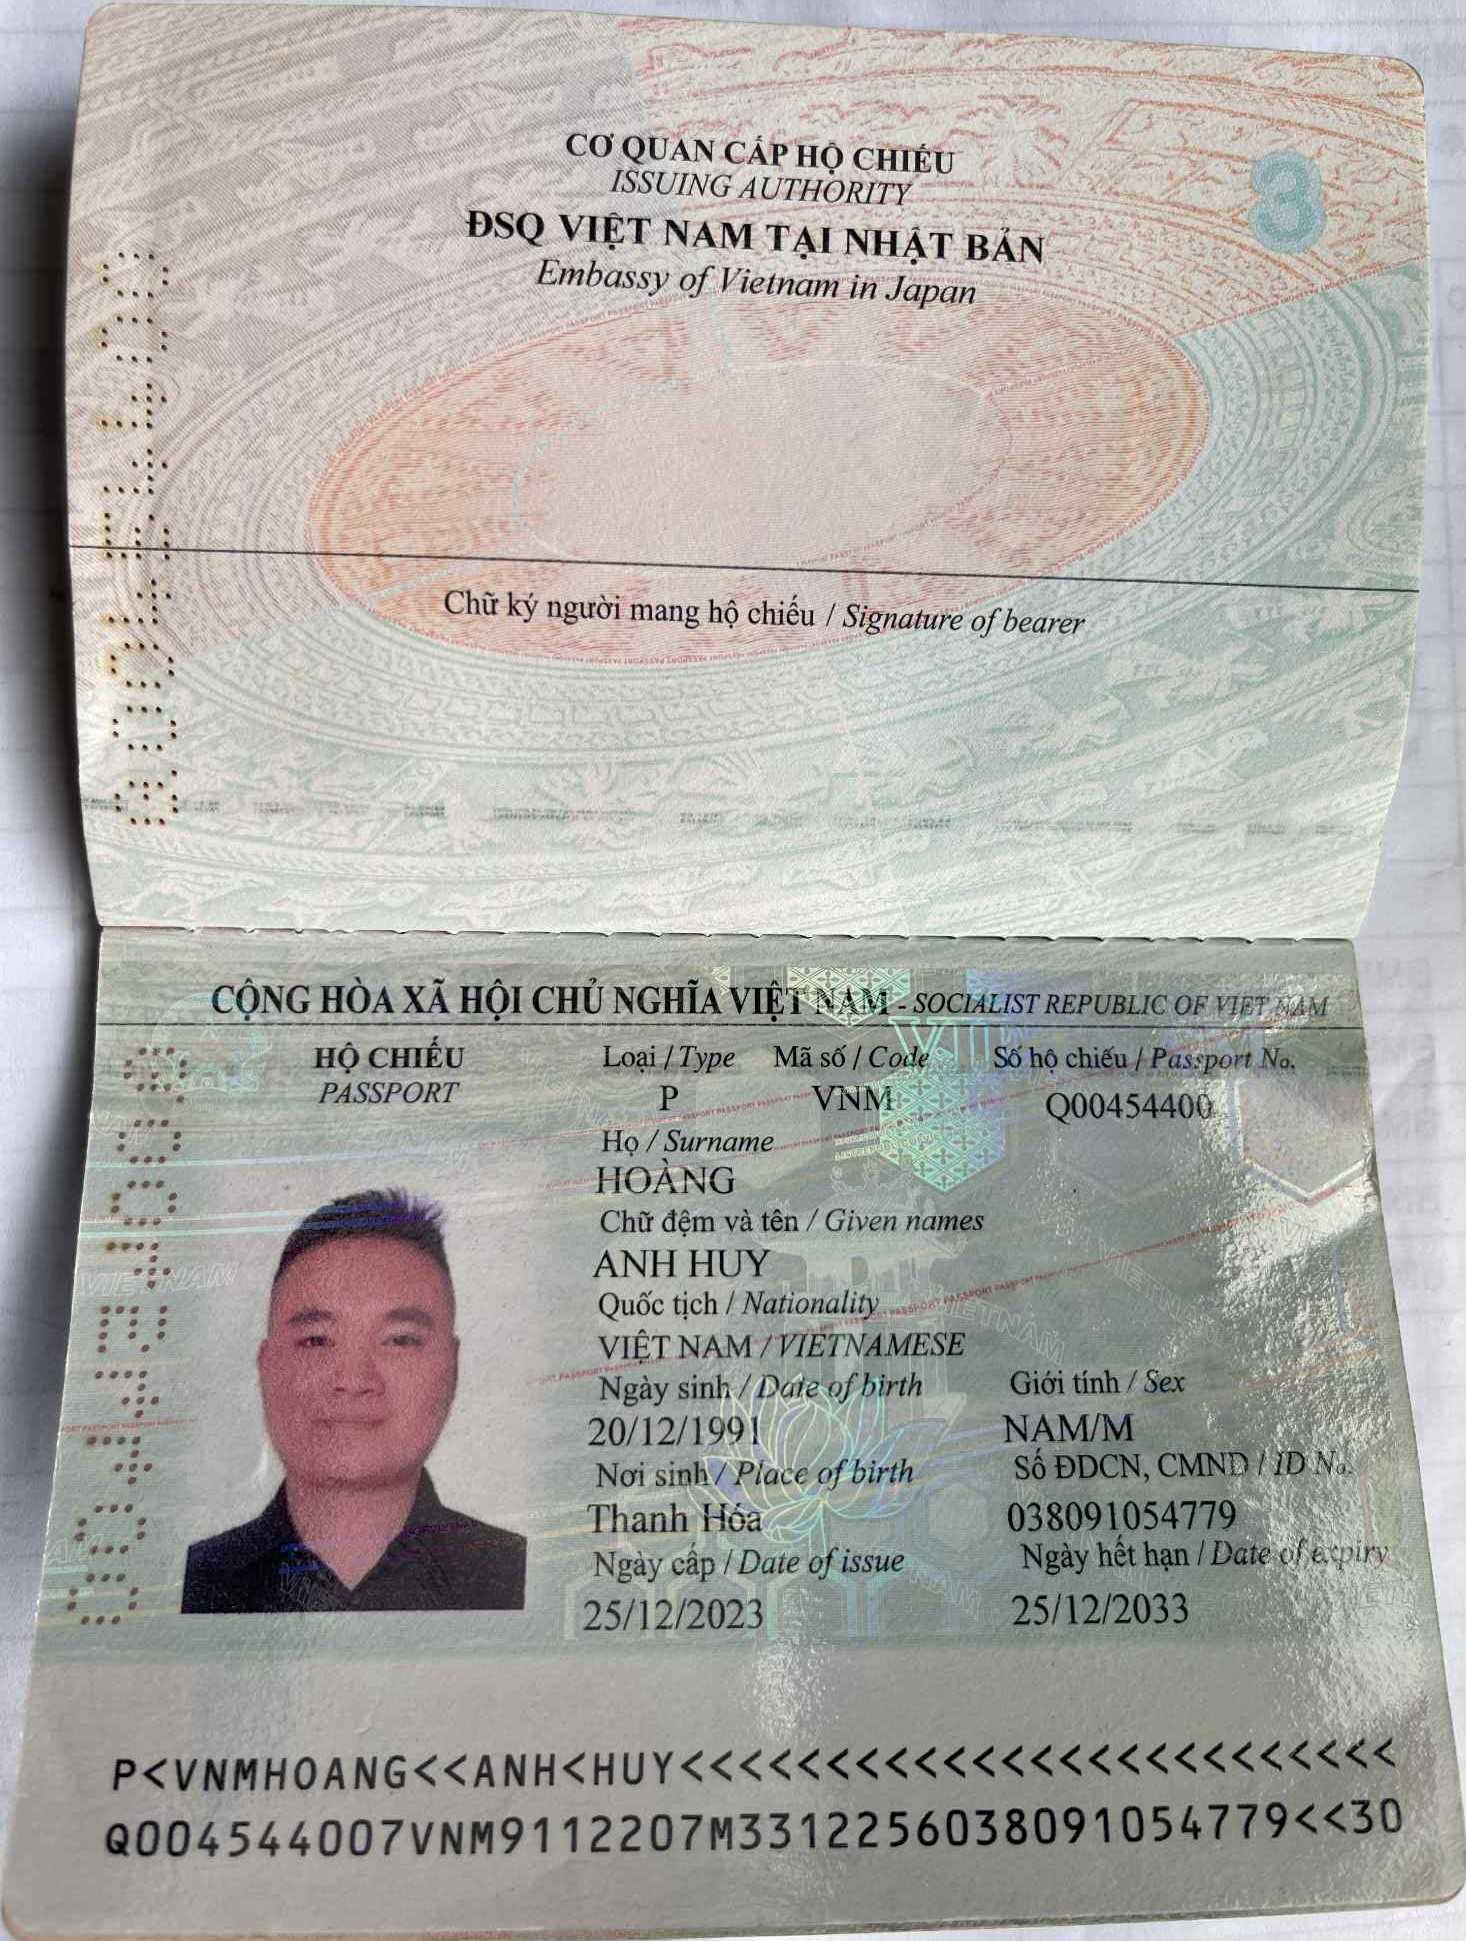 CƠ QUAN CẤP HỘ CHIẾU
ISSUING AUTHORITY
3
ĐSQ VIỆT NAM TẠI NHẬT BẢN
Embassy of Vietnam in Japan
Chữ ký người mang hộ chiếu / Signature of bearer
CỘNG HÒA XÃ HỘI CHỦ NGHĨA VIỆT NAM - SOCIALIST REPUBLIC OF VIET NAM
HỘ CHIẾU
PASSPORT
Loại / Type Mã số / Code Số hộ chiếu / Passport No.
P VNM Q00454400
Họ / Surname
HOÀNG
Chữ đệm và tên / Given names
ANH HUY
Quốc tịch / Nationality
VIỆT NAM / VIETNAMESE
Ngày sinh / Date of birth Giới tính / Sex
20/12/1991 NAM/M
Nơi sinh / Place of birth Số ĐDCN, CMND / ID No.
Thanh Hóa 038091054779
Ngày cấp / Date of issue Ngày hết hạn / Date of expiry
25/12/2023 25/12/2033
P<VNMHOANG<<ANH<HUY<<<<<<<<<<<<<<<<<<<<<<<<<
Q004544007VNM9112207M3312256038091054779<<30